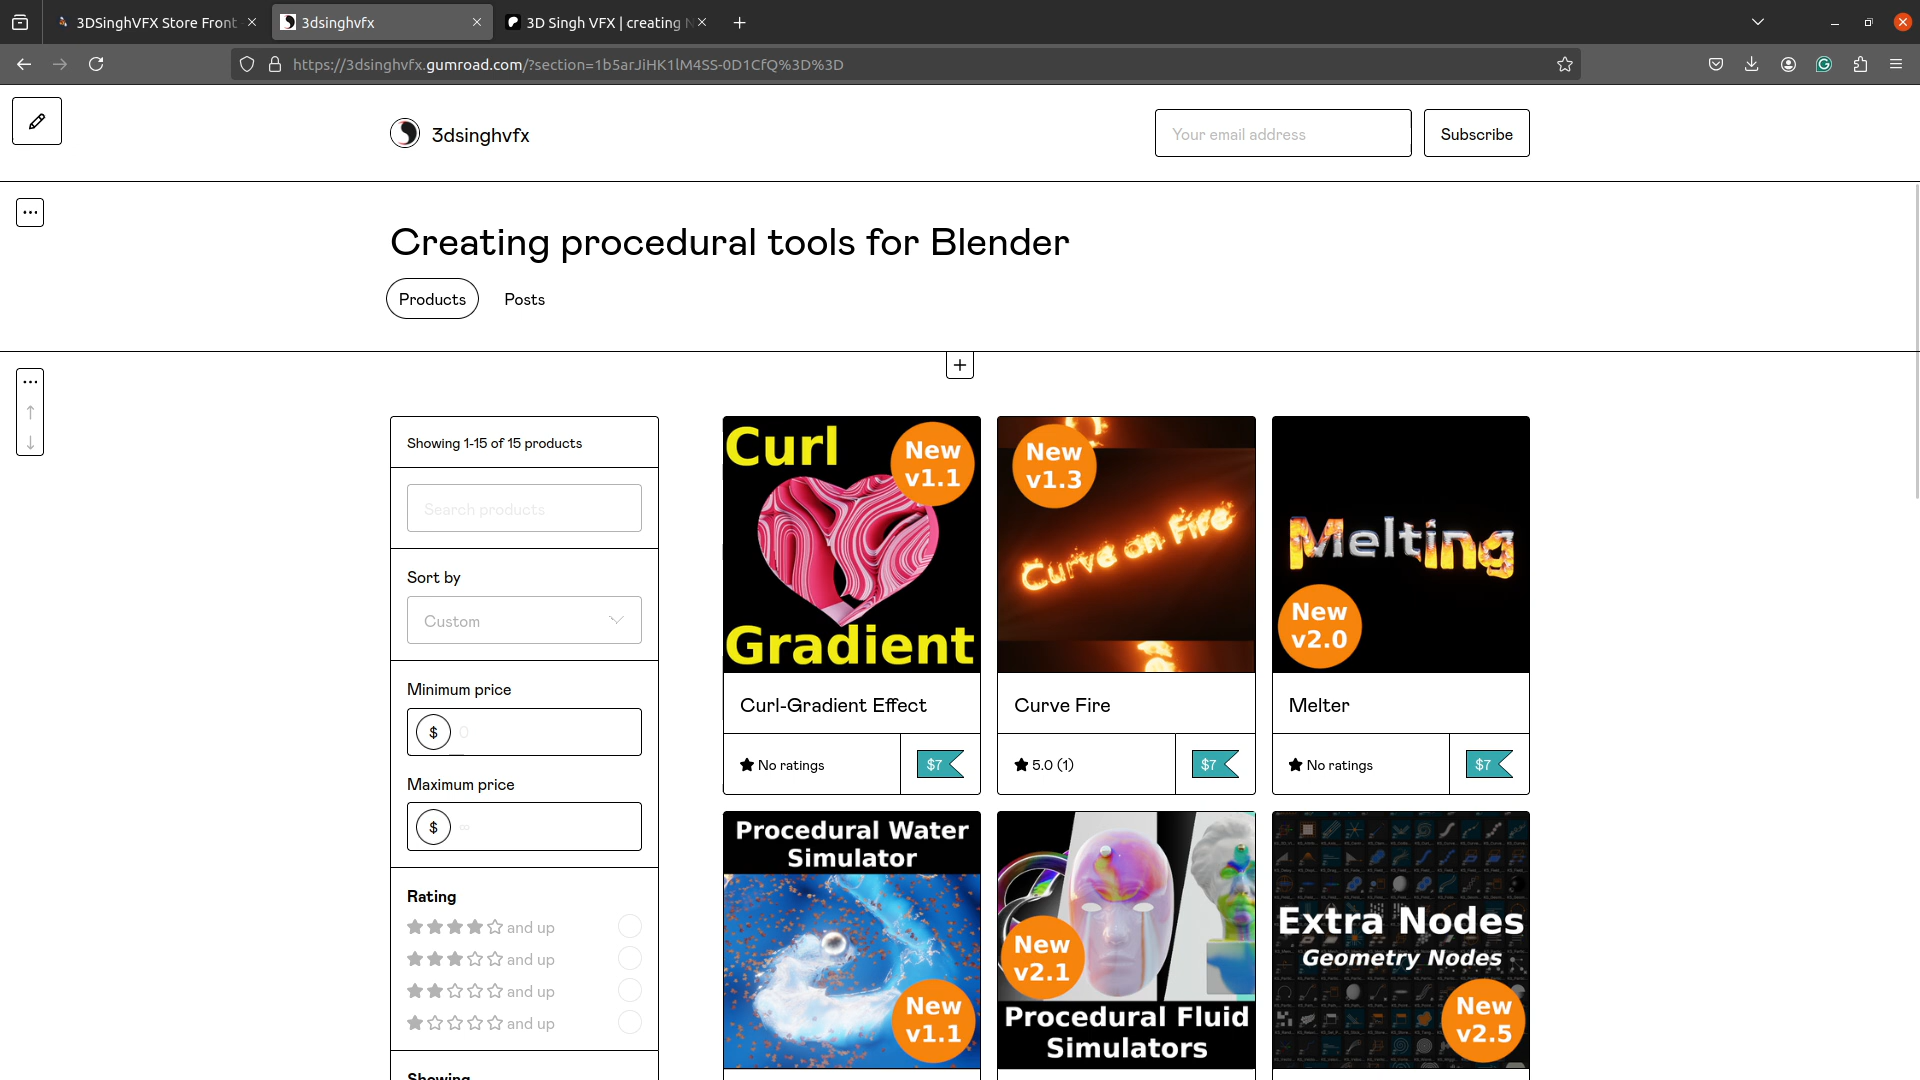 3DSinghVFX Store Front
3dsinghvfx
3D Singh VFX | creating
https://3dsinghvfx.gumroad.com/?section=1b5arJiHK1lM4SS-0D1CfQ%3D%3D
3dsinghvfx
Your email address
Subscribe
Creating procedural tools for Blender
Products
Posts
Showing 1-15 of 15 products
Search products
Sort by
Custom
Minimum price
$ 0
Maximum price
$ ∞
Rating
and up
and up
and up
and up
Showing
Curl
New
v1.1
Gradient
Curl-Gradient Effect
No ratings
$7
New
v1.3
Curve on Fire
Curve Fire
5.0 (1)
$7
Melting
New
v2.0
Melter
No ratings
$7
Procedural Water
Simulator
New
v1.1
New
v2.1
Procedural Fluid
Simulators
Extra Nodes
Geometry Nodes
New
v2.5